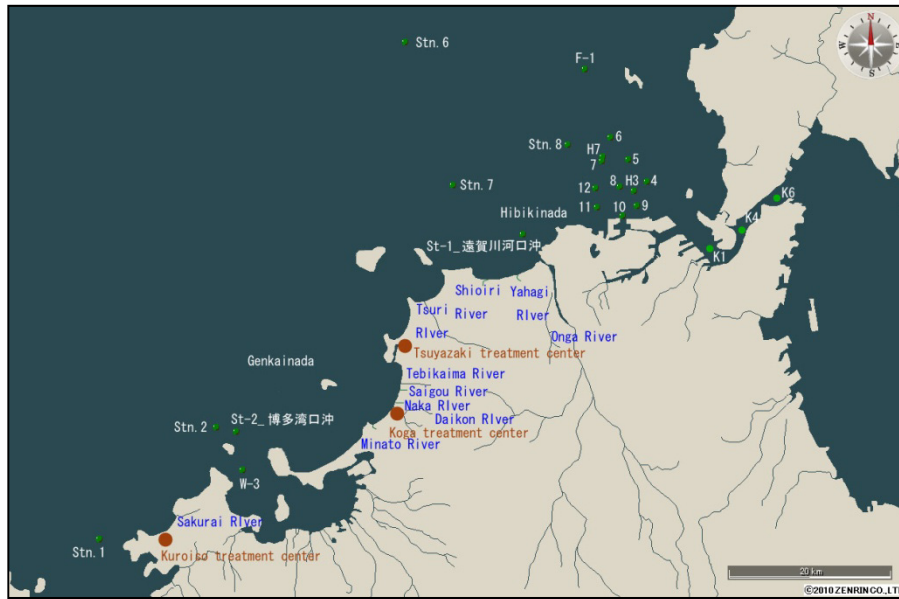 N
W
E
S
Stn.6
F-1
6
Stn.8
H7
7
5
Stn.7
12
8
H3
4
K6
Hibikinada
11
10
9
K4
St-1_遠賀川河口沖
K1
Shioiri
River
Yahagi
RIver
Tsuri
RIver
Onga River
Tsuyazaki treatment center
Genkainada
Tebikaima River
Saigou River
Naka RIver
Daikon RIver
Koga treatment center
Stn.2
St-2_博多湾口沖
Minato River
W-3
Sakurai RIver
Stn.1
Kuroiso treatment center
20 km
©2010 ZENRIN CO.,LT